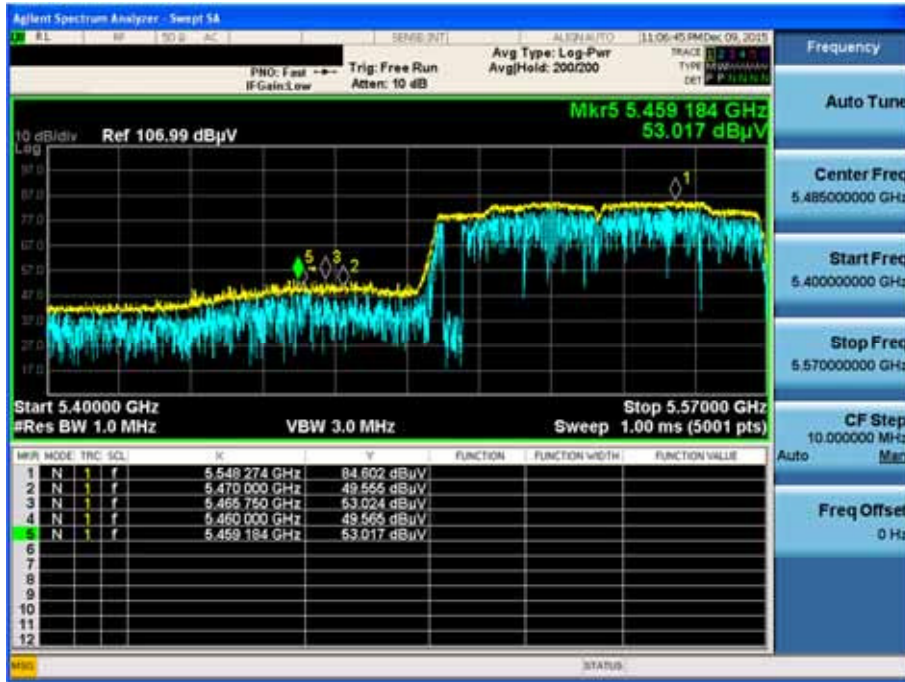 Agilent Spectrum Analyzer - Swept SA
RL RF 50 Ω AC SENSE:INT ALIGN AUTO 11:06:45 PM Dec 09, 2015
PNO: Fast Trig: Free Run Avg Type: Log-Pwr TRACE 1 2 3 4 5 6
IFGain:Low Atten: 10 dB Avg|Hold: 200/200 TYPE
DET P P N N N N
Mkr5 5.459 184 GHz
10 dB/div Ref 106.99 dBµV 53.017 dBµV
Log
97.0
87.0
77.0
67.0
57.0
47.0
37.0
27.0
17.0
1
5 3 2
Start 5.40000 GHz Stop 5.57000 GHz
#Res BW 1.0 MHz VBW 3.0 MHz Sweep 1.00 ms (5001 pts)
MKR MODE TRC SCL X Y FUNCTION FUNCTION WIDTH FUNCTION VALUE
1 N 1 f 5.548 274 GHz 84.602 dBµV
2 N 1 f 5.470 000 GHz 49.555 dBµV
3 N 1 f 5.465 750 GHz 53.024 dBµV
4 N 1 f 5.460 000 GHz 49.565 dBµV
5 N 1 f 5.459 184 GHz 53.017 dBµV
6
7
8
9
10
11
12
MSG STATUS
Frequency
Auto Tune
Center Freq
5.485000000 GHz
Start Freq
5.400000000 GHz
Stop Freq
5.570000000 GHz
CF Step
10.000000 MHz
Auto Man
Freq Offset
0 Hz